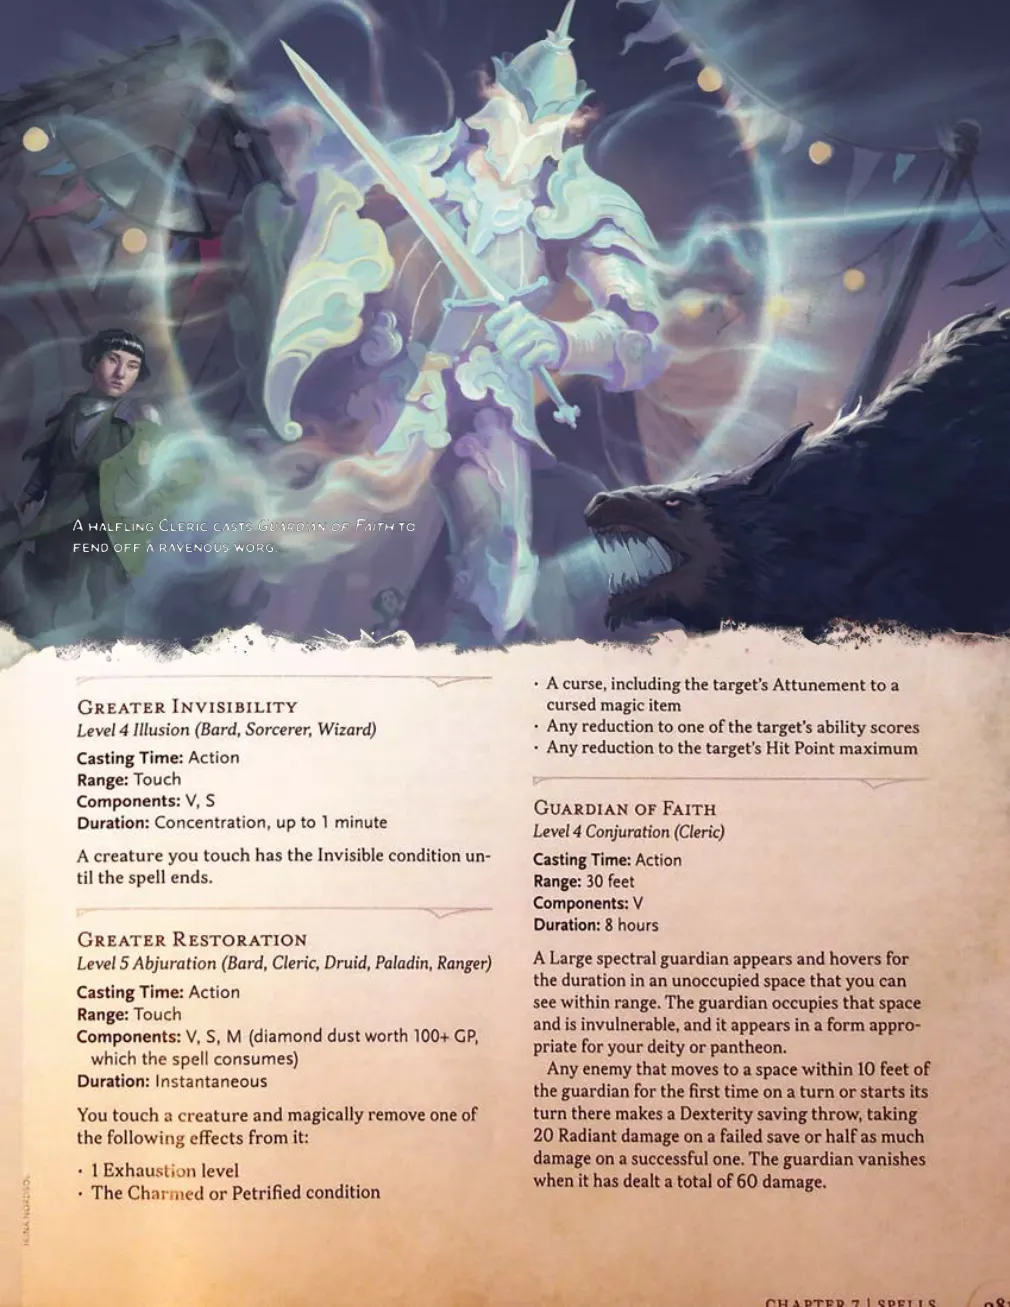 A HALFLING CLERIC CASTS GUARDIAN OF FAITH TO
FEND OFF A RAVENOUS WORG.
GREATER INVISIBILITY
Level 4 Illusion (Bard, Sorcerer, Wizard)
Casting Time: Action
Range: Touch
Components: V, S
Duration: Concentration, up to 1 minute
A creature you touch has the Invisible condition un-
til the spell ends.
GREATER RESTORATION
Level 5 Abjuration (Bard, Cleric, Druid, Paladin, Ranger)
Casting Time: Action
Range: Touch
Components: V, S, M (diamond dust worth 100+ GP,
which the spell consumes)
Duration: Instantaneous
You touch a creature and magically remove one of
the following effects from it:
· 1 Exhaustion level
· The Charmed or Petrified condition
· A curse, including the target's Attunement to a
cursed magic item
· Any reduction to one of the target's ability scores
· Any reduction to the target's Hit Point maximum
GUARDIAN OF FAITH
Level 4 Conjuration (Cleric)
Casting Time: Action
Range: 30 feet
Components: V
Duration: 8 hours
A Large spectral guardian appears and hovers for
the duration in an unoccupied space that you can
see within range. The guardian occupies that space
and is invulnerable, and it appears in a form appro-
priate for your deity or pantheon.
Any enemy that moves to a space within 10 feet of
the guardian for the first time on a turn or starts its
turn there makes a Dexterity saving throw, taking
20 Radiant damage on a failed save or half as much
damage on a successful one. The guardian vanishes
when it has dealt a total of 60 damage.
CHAPTER 7 | SPELLS